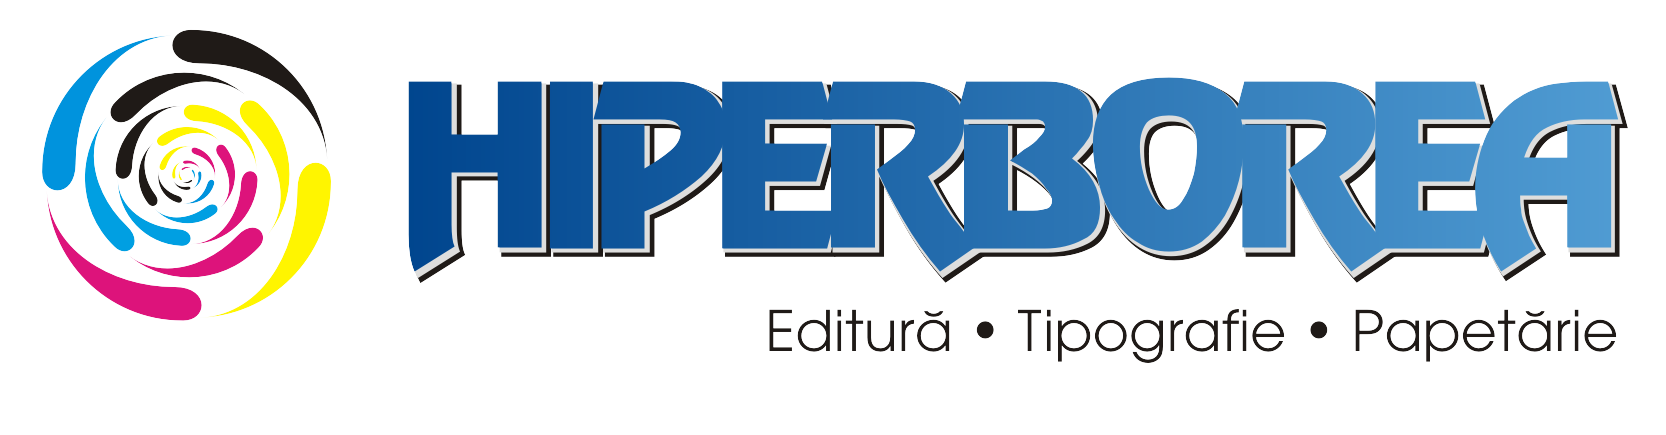 HIPERBOREA
Editură • Tipografie • Papetărie